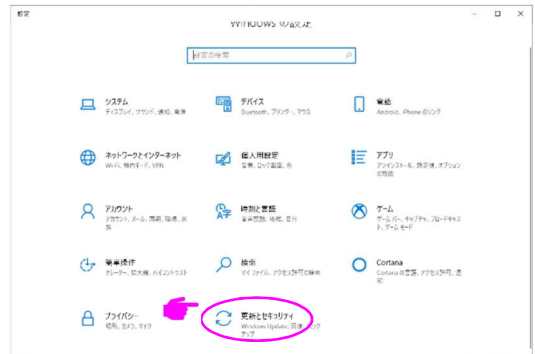 設定
Windows の設定
設定の検索
システム
ディスプレイ、サウンド、通知、電源
デバイス
Bluetooth、プリンター、マウス
電話
Android、iPhone のリンク
ネットワークとインターネット
Wi-Fi、機内モード、VPN
個人用設定
背景、ロック画面、色
アプリ
アンインストール、既定値、オプション
の機能
アカウント
アカウント、メール、同期、職場、家
族
時刻と言語
音声認識、地域、日付
ゲーム
ゲーム バー、キャプチャ、ブロードキャス
ト、ゲーム モード
簡単操作
ナレーター、拡大鏡、ハイコントラスト
検索
マイ ファイル、アクセス許可の検索
Cortana
Cortana の言語、アクセス許可、通
知
プライバシー
場所、カメラ、マイク
更新とセキュリティ
Windows Update、回復、バック
アップ